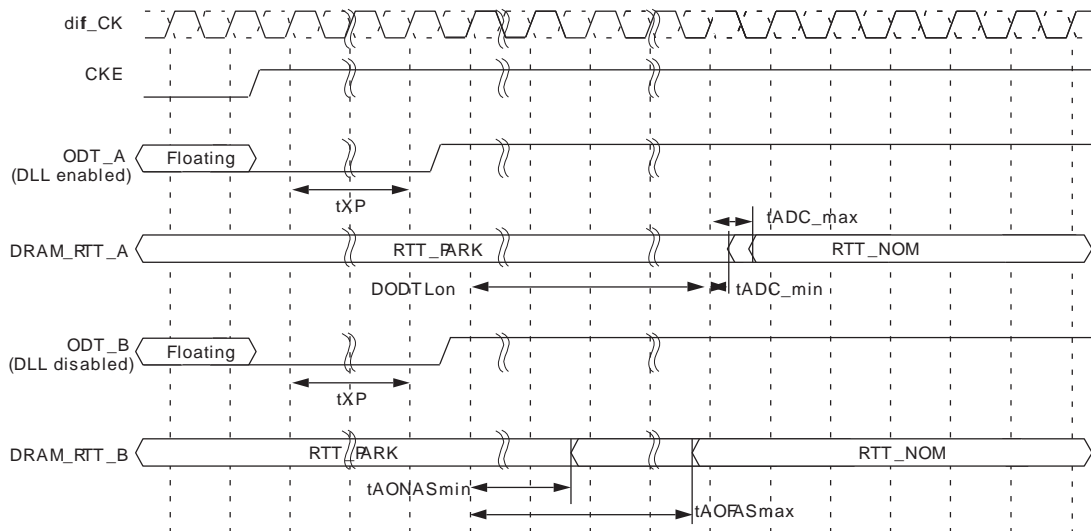 dif_CK
CKE
ODT_A
(DLL enabled)
Floating
tXP
tADC_max
DRAM_RTT_A
RTT_PARK
RTT_NOM
DODTLon
tADC_min
ODT_B
(DLL disabled)
Floating
tXP
DRAM_RTT_B
RTT_PARK
RTT_NOM
tAONASmin
tAOFASmax